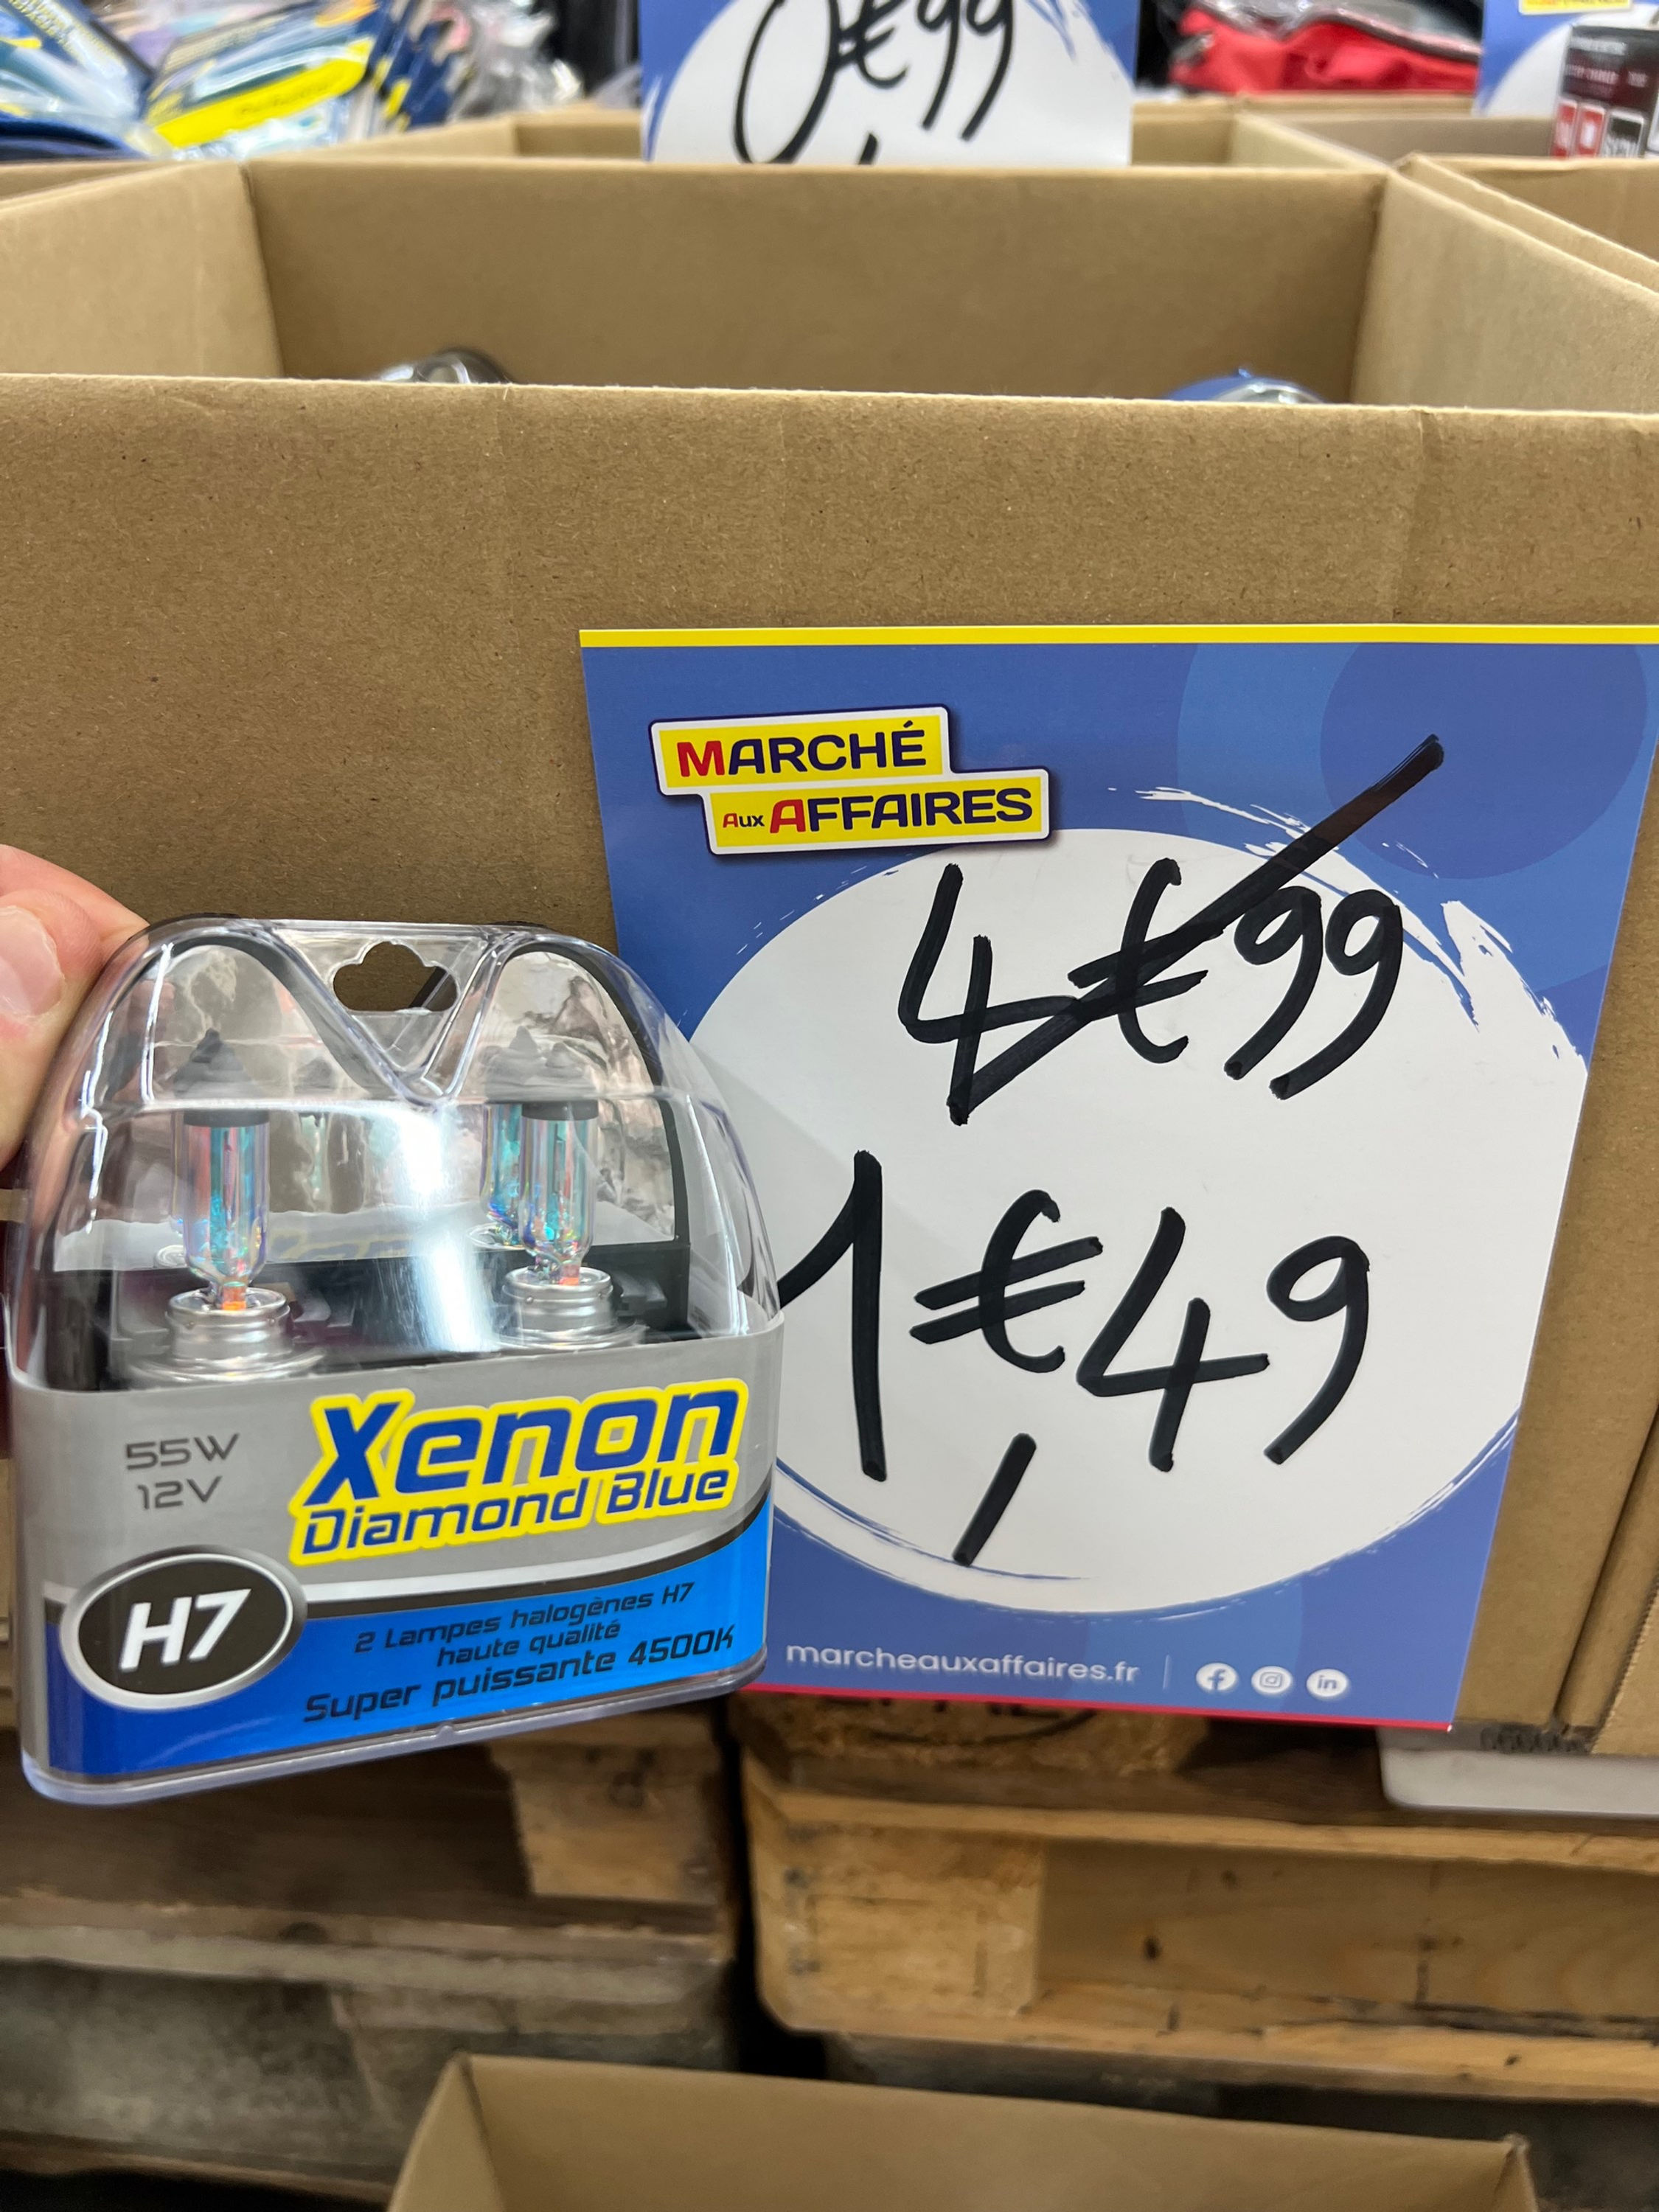 0€99
MARCHÉ
AUX AFFAIRES
4€99
1€49
55W
12V
Xenon
Diamond Blue
H7
2 Lampes halogènes H7
haute qualité
Super puissante 4500K
marcheauxaffaires.fr